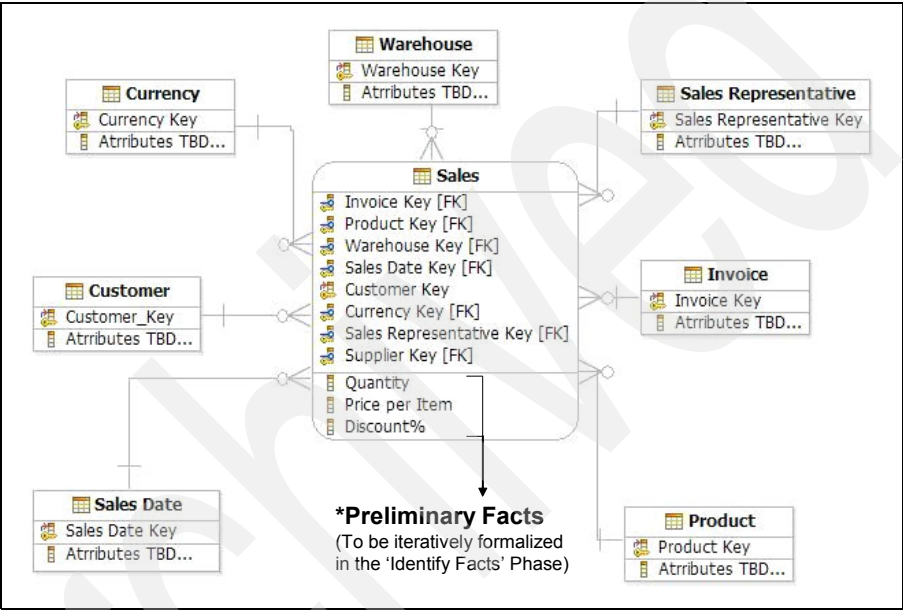 Warehouse
Warehouse Key
Atrributes TBD...
Currency
Currency Key
Atrributes TBD...
Sales Representative
Sales Representative Key
Atrributes TBD...
Sales
Invoice Key [FK]
Product Key [FK]
Warehouse Key [FK]
Sales Date Key [FK]
Customer Key
Currency Key [FK]
Sales Representative Key [FK]
Supplier Key [FK]
Quantity
Price per Item
Discount%
Customer
Customer_Key
Atrributes TBD...
Invoice
Invoice Key
Atrributes TBD...
Sales Date
Sales Date Key
Atrributes TBD...
*Preliminary Facts
(To be iteratively formalized
in the ‘Identify Facts’ Phase)
Product
Product Key
Atrributes TBD...